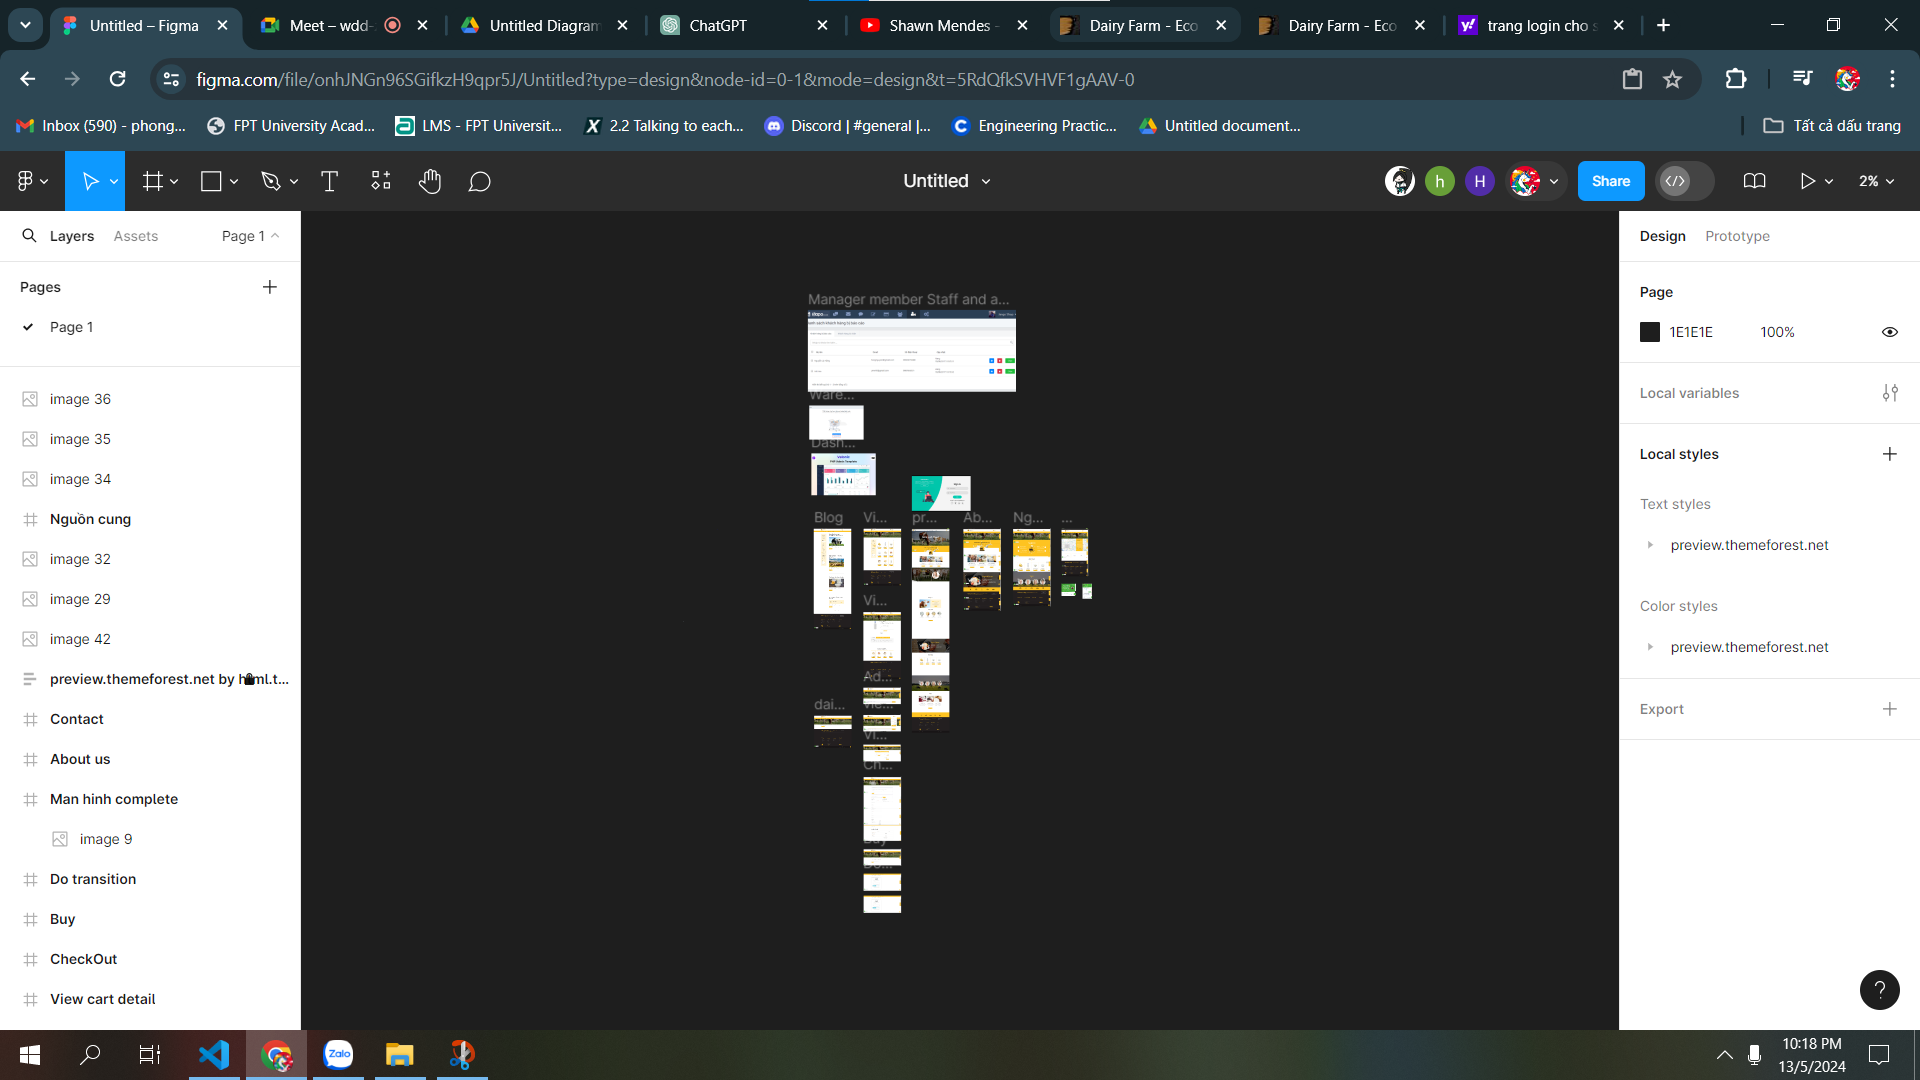 Untitled – Figma
Meet – wdd-
Untitled Diagram
ChatGPT
Shawn Mendes -
Dairy Farm - Eco
Dairy Farm - Eco
trang login cho s
figma.com/file/onhJNGn96SGifkzH9qpr5J/Untitled?type=design&node-id=0-1&mode=design&t=5RdQfkSVHVF1gAAV-0
Inbox (590) - phong...
FPT University Acad...
LMS - FPT Universit...
2.2 Talking to each...
Discord | #general |...
Engineering Practic...
Untitled document...
Tất cả dấu trang
Untitled
h
H
Share
2%
Layers
Assets
Page 1
Design
Prototype
Pages
Page 1
image 36
image 35
image 34
Nguồn cung
image 32
image 29
image 42
preview.themeforest.net by html.t...
Contact
About us
Man hinh complete
image 9
Do transition
Buy
CheckOut
View cart detail
Manager member Staff and a...
Ware...
Dash...
Blog
Vi...
pr...
Ab...
Ng...
...
Vi...
Ad...
dai...
Vie...
Vi...
Ch...
Buy
Do...
Page
1E1E1E
100%
Local variables
Local styles
Text styles
preview.themeforest.net
Color styles
preview.themeforest.net
Export
?
Zalo
10:18 PM
13/5/2024